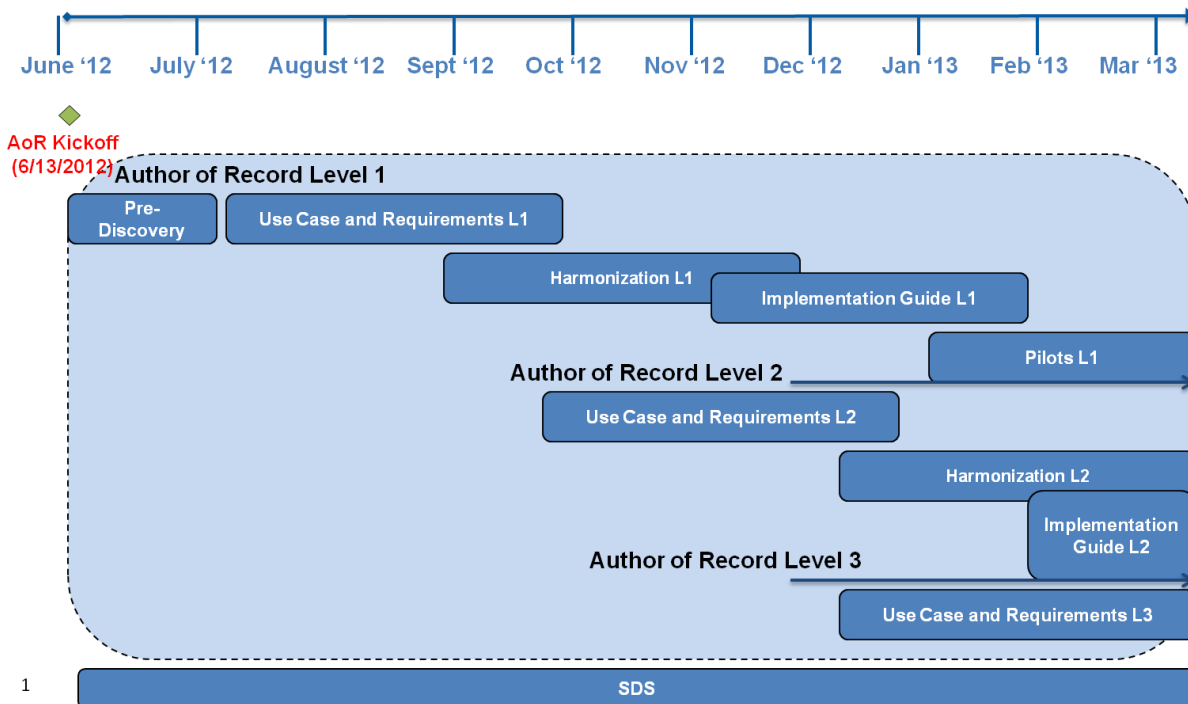 June ‘12 July ‘12 August ‘12 Sept ‘12 Oct ‘12 Nov ‘12 Dec ‘12 Jan ‘13 Feb ‘13 Mar ‘13
AoR Kickoff
(6/13/2012)
Author of Record Level 1
Pre-
Discovery
Use Case and Requirements L1
Harmonization L1
Implementation Guide L1
Pilots L1
Author of Record Level 2
Use Case and Requirements L2
Harmonization L2
Implementation
Guide L2
Author of Record Level 3
Use Case and Requirements L3
SDS
1